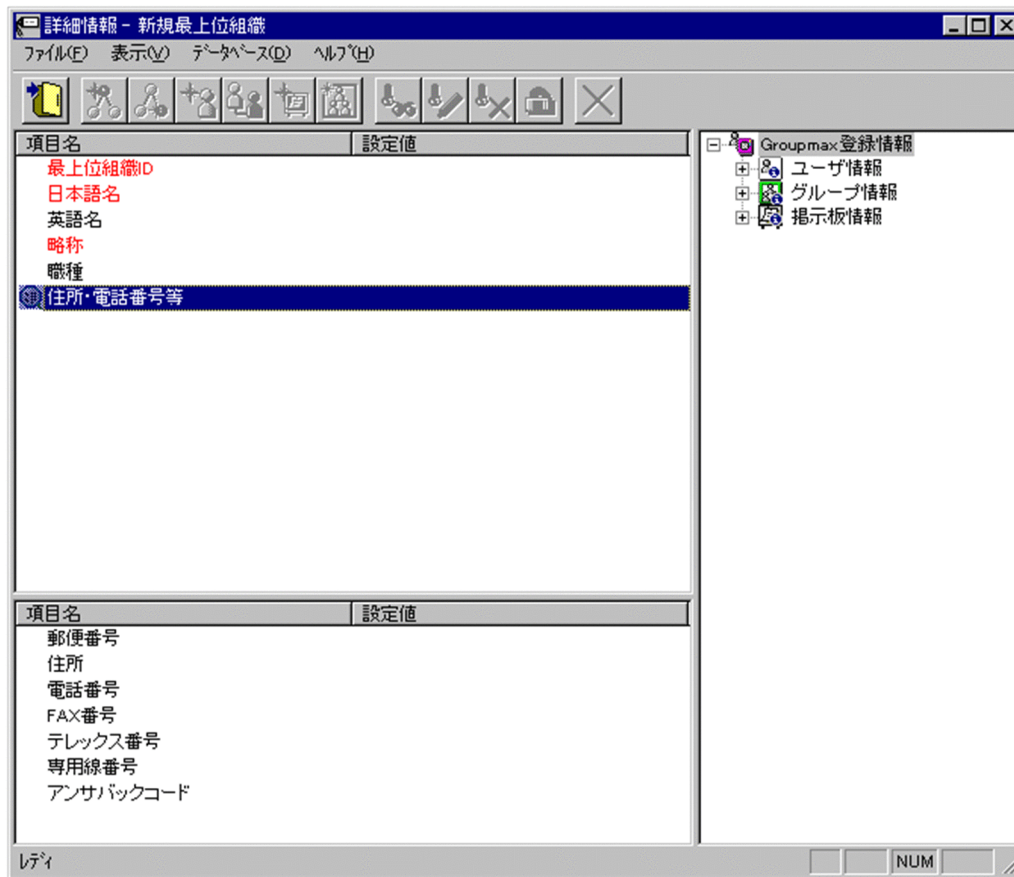 詳細情報 - 新規最上位組織
ﾌｧｲﾙ(F) 表示(V) ﾃﾞｰﾀﾍﾞｰｽ(D) ﾍﾙﾌﾟ(H)
項目名 設定値
最上位組織ID
日本語名
英語名
略称
職種
住所・電話番号等
項目名 設定値
郵便番号
住所
電話番号
FAX番号
テレックス番号
専用線番号
アンサバックコード
Groupmax登録情報
ユーザ情報
グループ情報
掲示板情報
ﾚﾃﾞｨ NUM